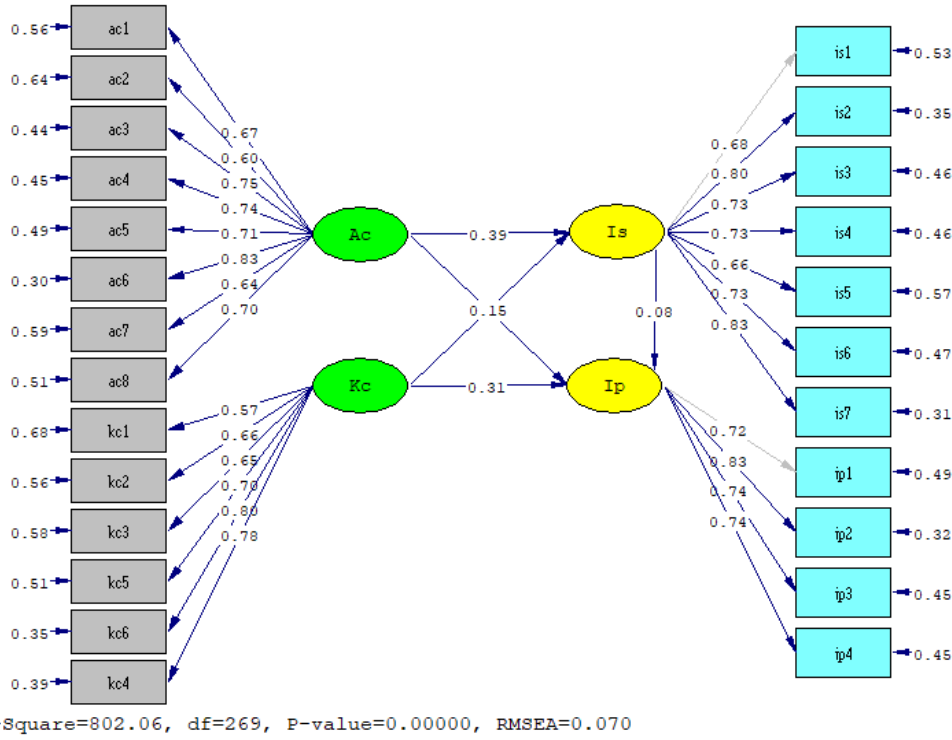 0.56 ac1
0.64 ac2
0.44 ac3
0.45 ac4
0.49 ac5
0.30 ac6
0.59 ac7
0.51 ac8
0.68 kc1
0.56 kc2
0.58 kc3
0.51 kc5
0.35 kc6
0.39 kc4
0.67
0.60
0.75
0.74
0.71
0.83
0.64
0.70
0.57
0.66
0.65
0.70
0.80
0.78
Ac
Kc
0.39
0.15
0.31
0.08
Is
Ip
0.68
0.80
0.73
0.73
0.66
0.73
0.83
0.72
0.83
0.74
0.74
is1 0.53
is2 0.35
is3 0.46
is4 0.46
is5 0.57
is6 0.47
is7 0.31
ip1 0.49
ip2 0.32
ip3 0.45
ip4 0.45
-Square=802.06, df=269, P-value=0.00000, RMSEA=0.070